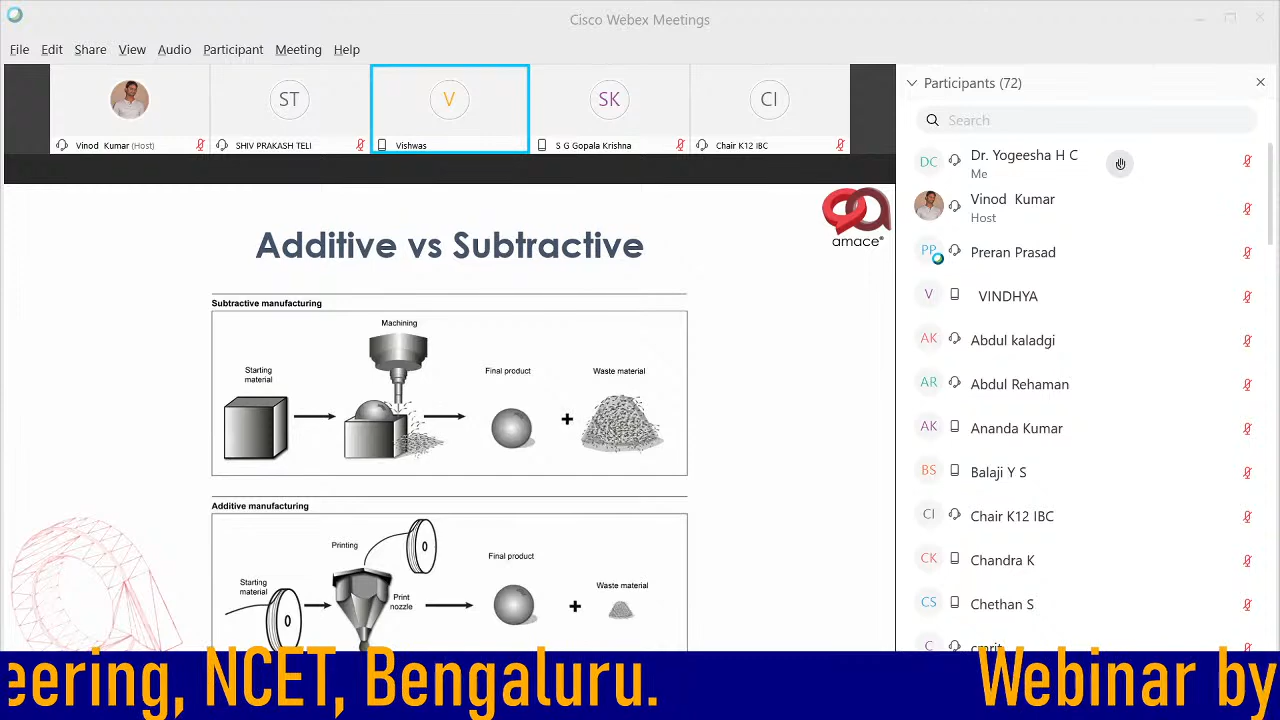 Cisco Webex Meetings
File Edit Share View Audio Participant Meeting Help
ST V SK CI
Vinod Kumar (Host) SHIV PRAKASH TELI Vishwas S G Gopala Krishna Chair K12 IBC
Participants (72)
Search
DC Dr. Yogeesha H C
Me
Vinod Kumar
Host
PP Preran Prasad
V VINDHYA
AK Abdul kaladgi
AR Abdul Rehaman
AK Ananda Kumar
BS Balaji Y S
CI Chair K12 IBC
CK Chandra K
CS Chethan S
C cmrit
amace®
Additive vs Subtractive
Subtractive manufacturing
Machining
Starting
material
Final product
Waste material
+
Additive manufacturing
Printing
Final product
Starting
material
Print
nozzle
Waste material
+
eering, NCET, Bengaluru. Webinar by